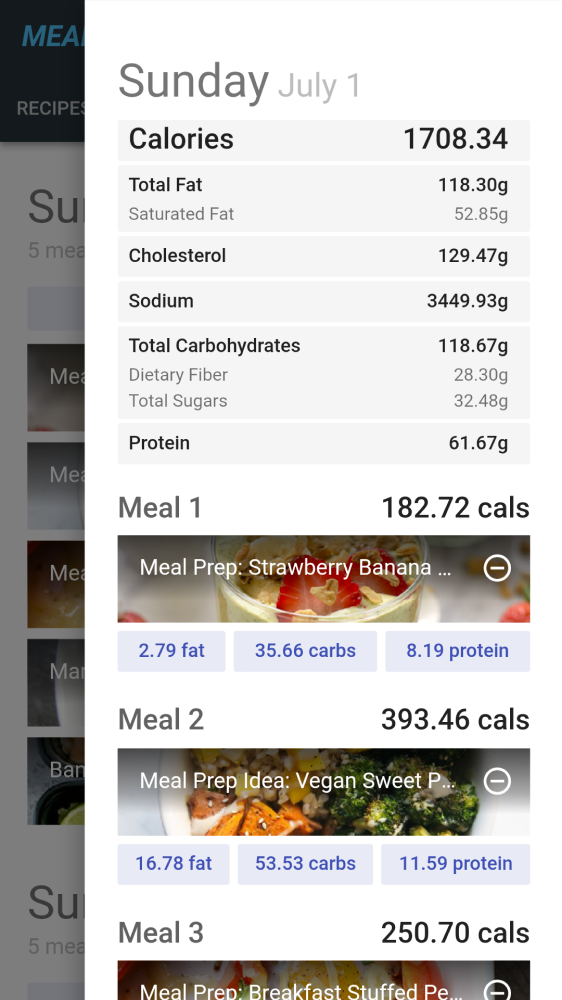 MEA
RECIPES
Su
5 mea
Mea
Mea
Mea
Mar
Ban
Su
5 mea
Sunday July 1
Calories 1708.34
Total Fat 118.30g
Saturated Fat 52.85g
Cholesterol 129.47g
Sodium 3449.93g
Total Carbohydrates 118.67g
Dietary Fiber 28.30g
Total Sugars 32.48g
Protein 61.67g
Meal 1 182.72 cals
Meal Prep: Strawberry Banana ...
2.79 fat 35.66 carbs 8.19 protein
Meal 2 393.46 cals
Meal Prep Idea: Vegan Sweet P...
16.78 fat 53.53 carbs 11.59 protein
Meal 3 250.70 cals
Meal Prep: Breakfast Stuffed Pe...